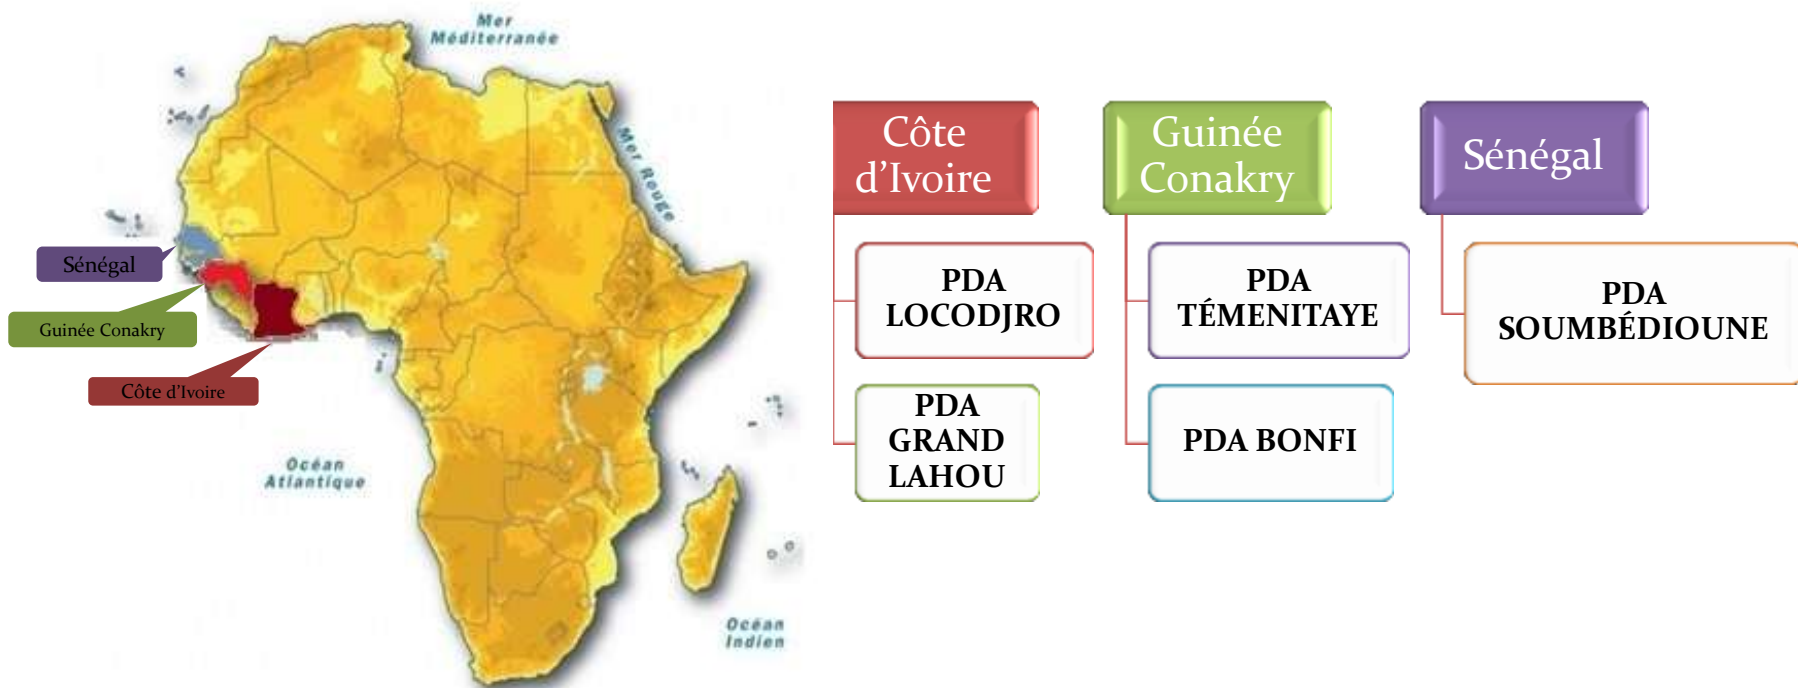 Mer
Méditerranée
Mer Rouge
Sénégal
Guinée Conakry
Côte d'Ivoire
Océan
Atlantique
Océan
Indien
Côte
d'Ivoire
PDA
LOCODJRO
PDA
GRAND
LAHOU
Guinée
Conakry
PDA
TÉMENITAYE
PDA BONFI
Sénégal
PDA
SOUMBÉDIOUNE